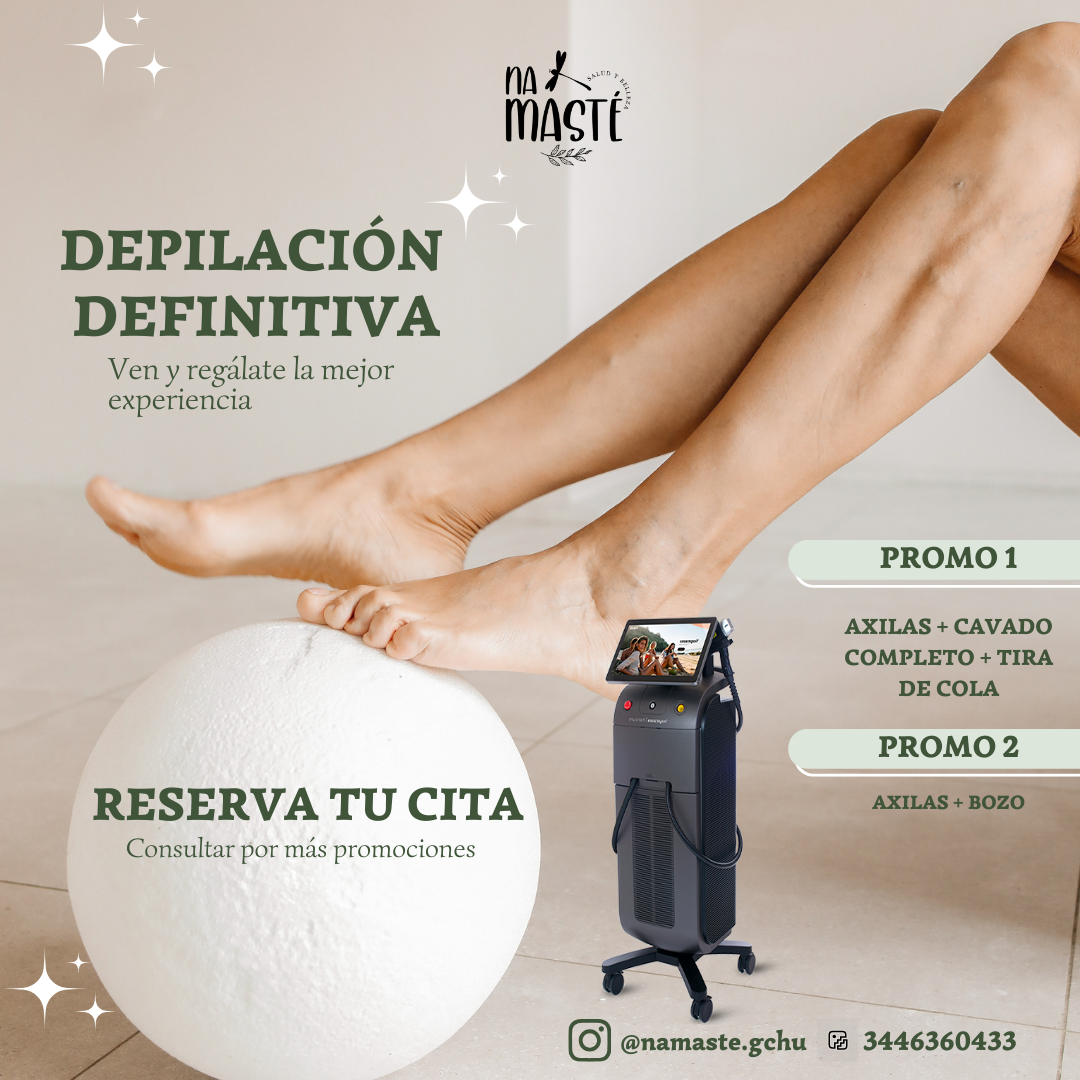 NA
MASTÉ
SALUD Y BELLEZA
DEPILACIÓN
DEFINITIVA
Ven y regálate la mejor
experiencia
PROMO 1
AXILAS + CAVADO
COMPLETO + TIRA
DE COLA
PROMO 2
AXILAS + BOZO
RESERVA TU CITA
Consultar por más promociones
@namaste.gchu
3446360433